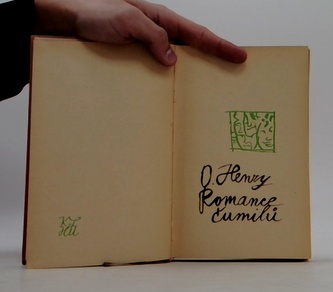 O. Henry
Romance
čumilů